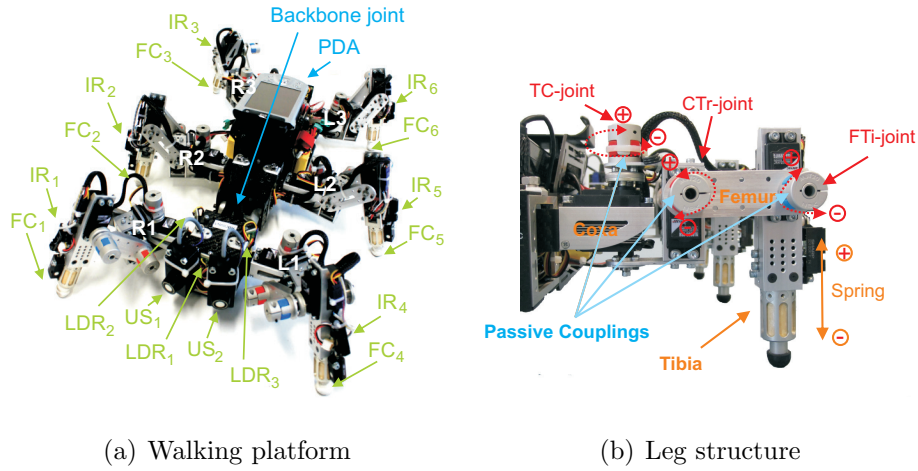 Backbone joint
PDA
IR3
FC3
R3
IR2
FC2
R2
IR1
FC1
R1
L3
IR6
FC6
L2
IR5
FC5
L1
IR4
FC4
LDR2
US1
LDR1
US2
LDR3
TC-joint
CTr-joint
FTi-joint
Femur
Coxa
Passive Couplings
Spring
Tibia
(a) Walking platform
(b) Leg structure